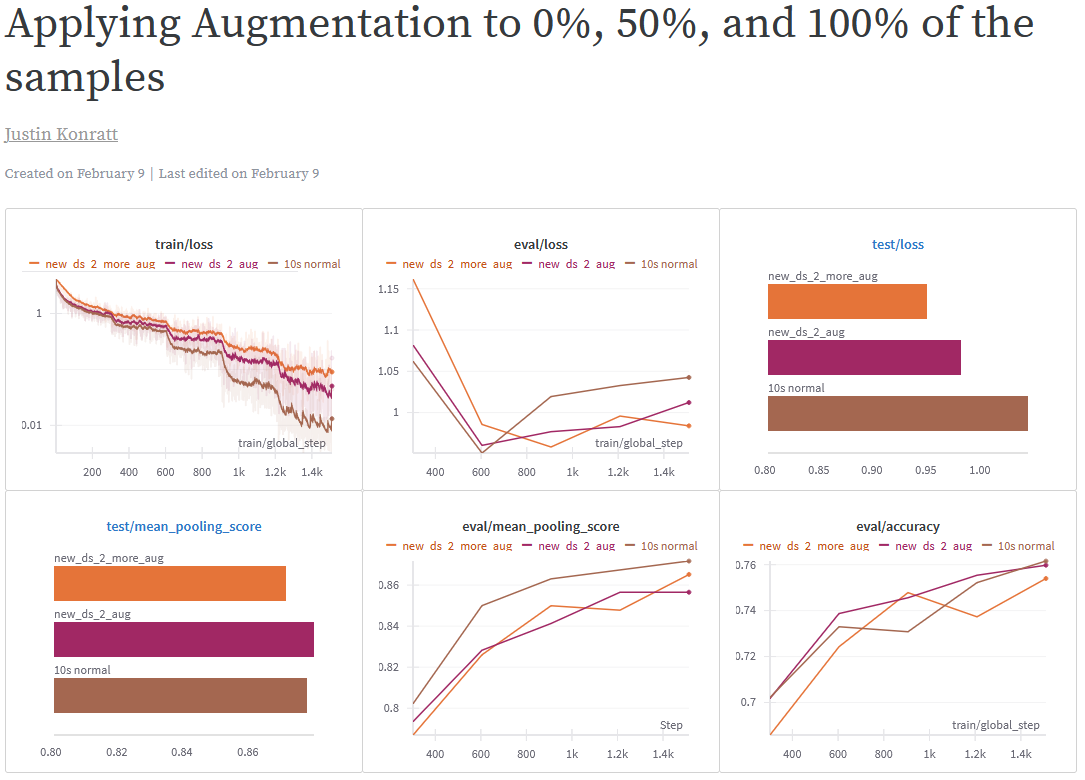 Applying Augmentation to 0%, 50%, and 100% of the
samples
Justin Konratt
Created on February 9 | Last edited on February 9
train/loss
new_ds_2_more_aug new_ds_2_aug 10s normal
1
0.01
train/global_step
200 400 600 800 1k 1.2k 1.4k
eval/loss
new_ds_2_more_aug new_ds_2_aug 10s normal
1.15
1.1
1.05
1
train/global_step
400 600 800 1k 1.2k 1.4k
test/loss
new_ds_2_more_aug
new_ds_2_aug
10s normal
0.80 0.85 0.90 0.95 1.00
test/mean_pooling_score
new_ds_2_more_aug
new_ds_2_aug
10s normal
0.80 0.82 0.84 0.86
eval/mean_pooling_score
new_ds_2_more_aug new_ds_2_aug 10s normal
0.86
0.84
0.82
0.8
Step
400 600 800 1k 1.2k 1.4k
eval/accuracy
new_ds_2_more_aug new_ds_2_aug 10s normal
0.76
0.74
0.72
0.7
train/global_step
400 600 800 1k 1.2k 1.4k